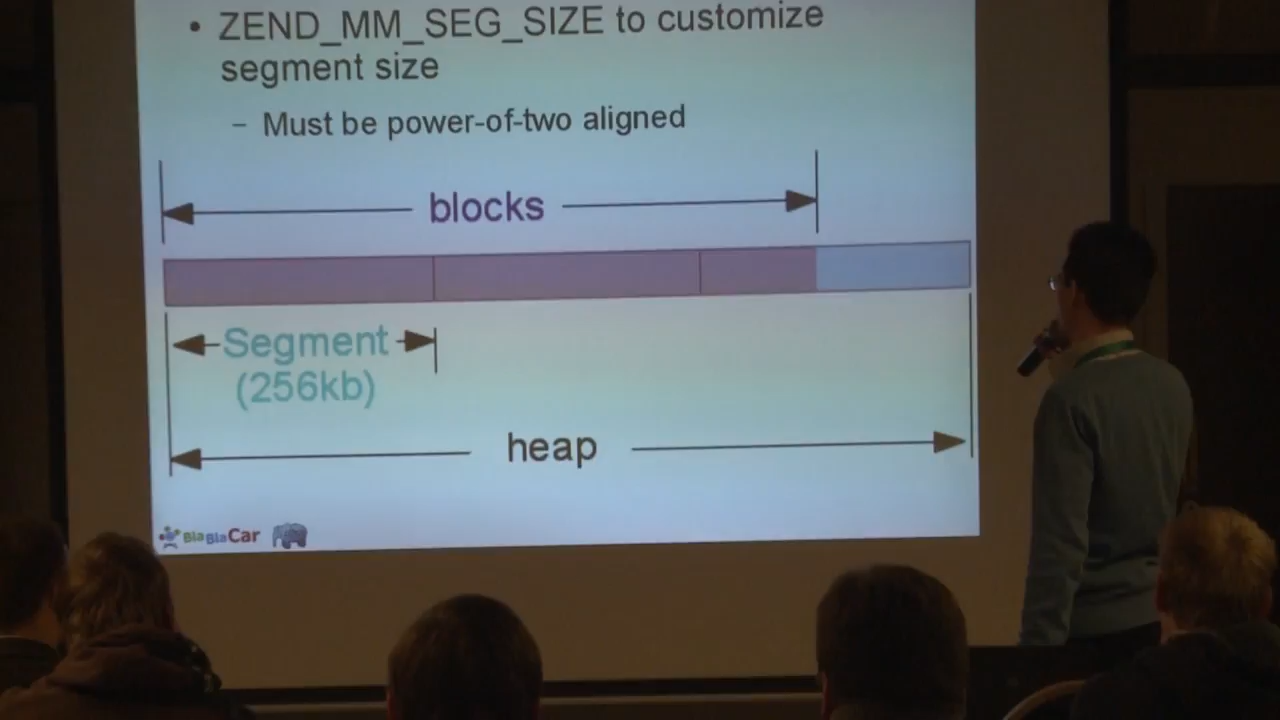 • ZEND_MM_SEG_SIZE to customize
segment size
– Must be power-of-two aligned
blocks
Segment
(256kb)
heap
BlaBlaCar